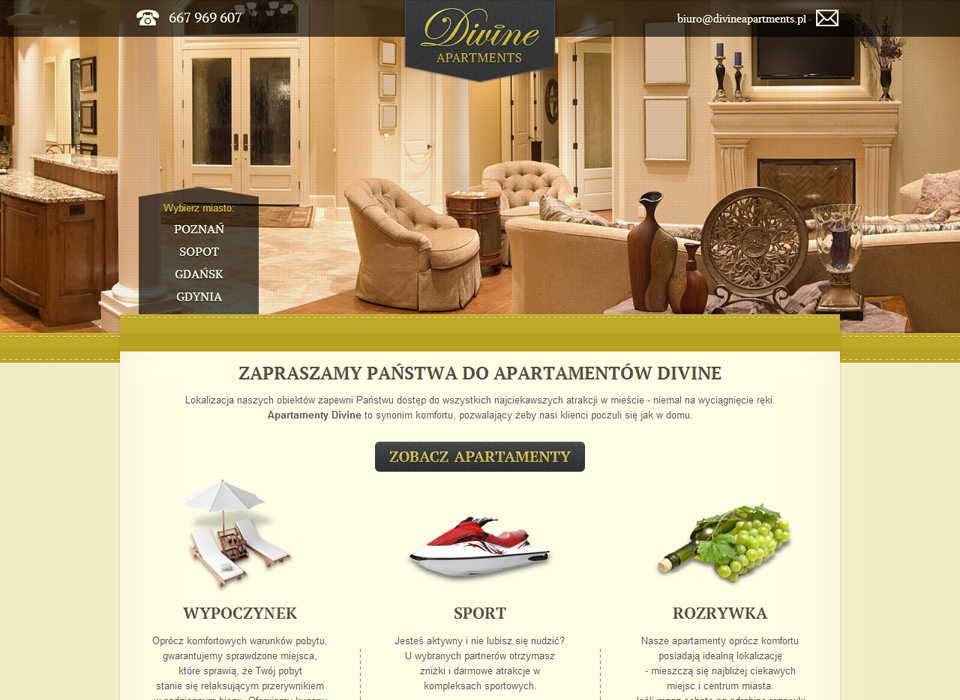 667 969 607
Divine
APARTMENTS
biuro@divineapartments.pl
Wybierz miasto:
POZNAŃ
SOPOT
GDAŃSK
GDYNIA
ZAPRASZAMY PAŃSTWA DO APARTAMENTÓW DIVINE
Lokalizacja naszych obiektów zapewni Państwu dostęp do wszystkich najciekawszych atrakcji w mieście - niemal na wyciągnięcie ręki.
Apartamenty Divine to synonim komfortu, pozwalający żeby nasi klienci poczuli się jak w domu.
ZOBACZ APARTAMENTY
WYPOCZYNEK
Oprócz komfortowych warunków pobytu,
gwarantujemy sprawdzone miejsca,
które sprawią, że Twój pobyt
stanie się relaksującym przerywnikiem
SPORT
Jesteś aktywny i nie lubisz się nudzić?
U wybranych partnerów otrzymasz
zniżki i darmowe atrakcje w
kompleksach sportowych.
ROZRYWKA
Nasze apartamenty oprócz komfortu
posiadają idealną lokalizację
- mieszczą się najbliżej ciekawych
miejsc i centrum miasta.